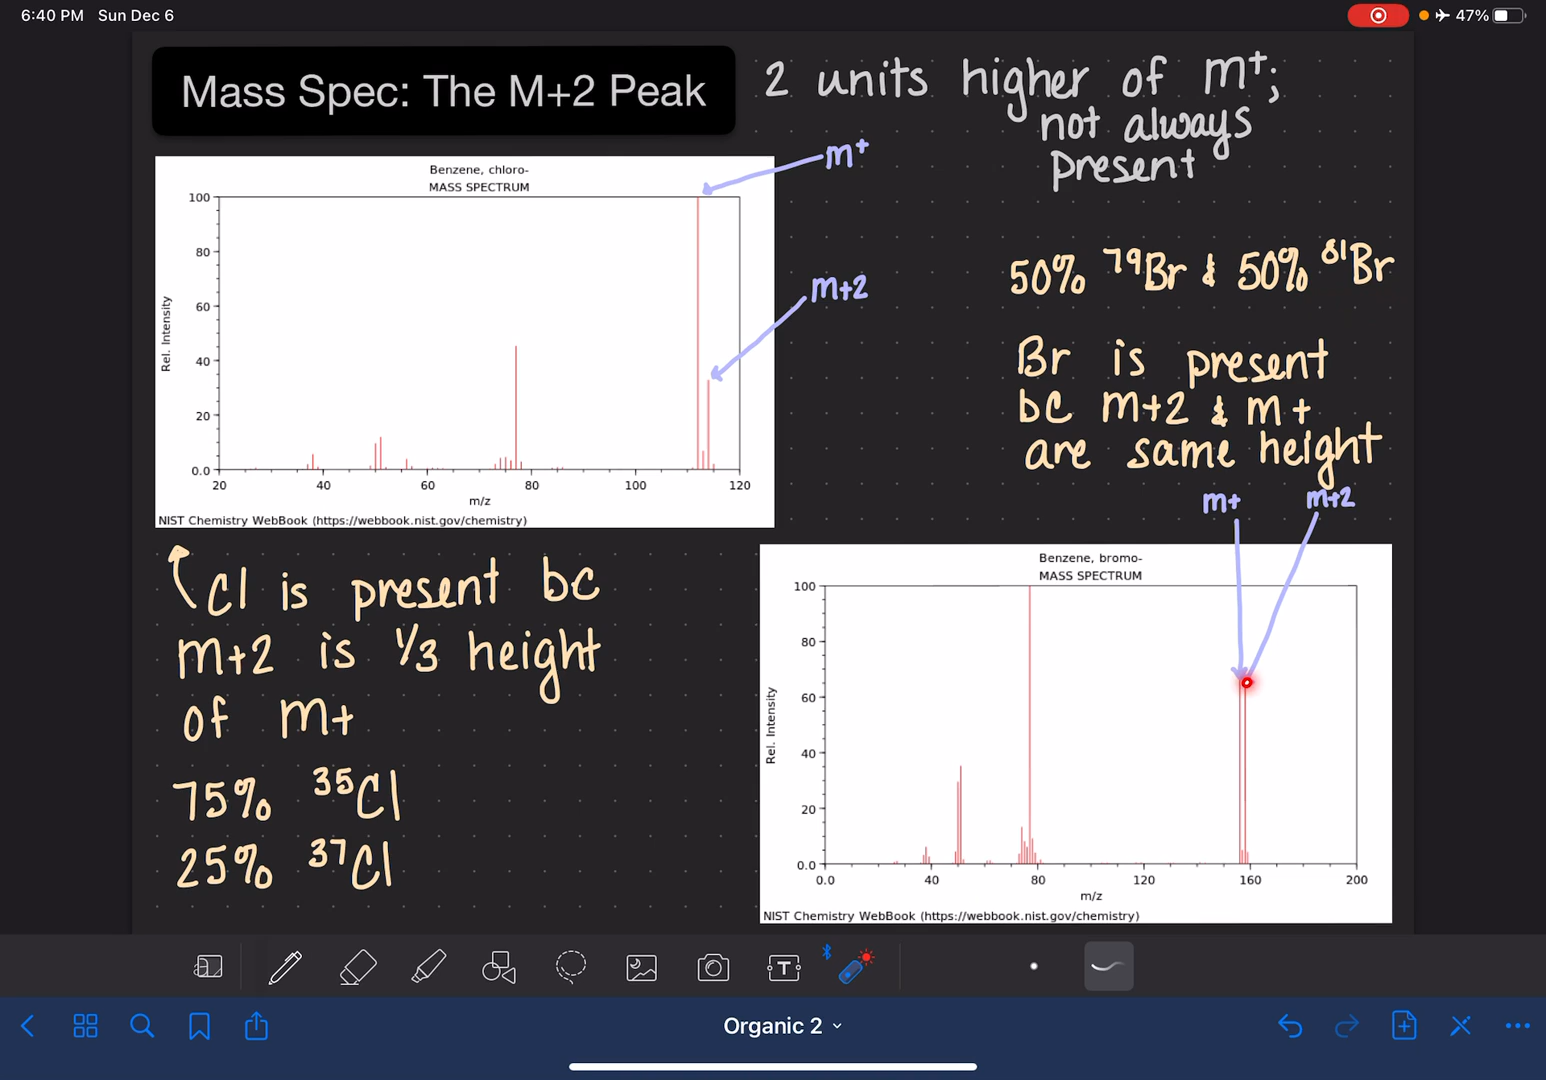 6:40 PM Sun Dec 6
47%
Mass Spec: The M+2 Peak
2 units higher of m+;
not always
present
Benzene, chloro-
MASS SPECTRUM
m+
m+2
100
80
60
40
20
0.0
Rel. Intensity
20 40 60 80 100 120
m/z
NIST Chemistry WebBook (https://webbook.nist.gov/chemistry)
50% 79Br & 50% 81Br
Br is present
bc m+2 & m+
are same height
m+ m+2
Cl is present bc
m+2 is 1/3 height
of m+
75% 35Cl
25% 37Cl
Benzene, bromo-
MASS SPECTRUM
100
80
60
40
20
0.0
Rel. Intensity
0.0 40 80 120 160 200
m/z
NIST Chemistry WebBook (https://webbook.nist.gov/chemistry)
T
Organic 2